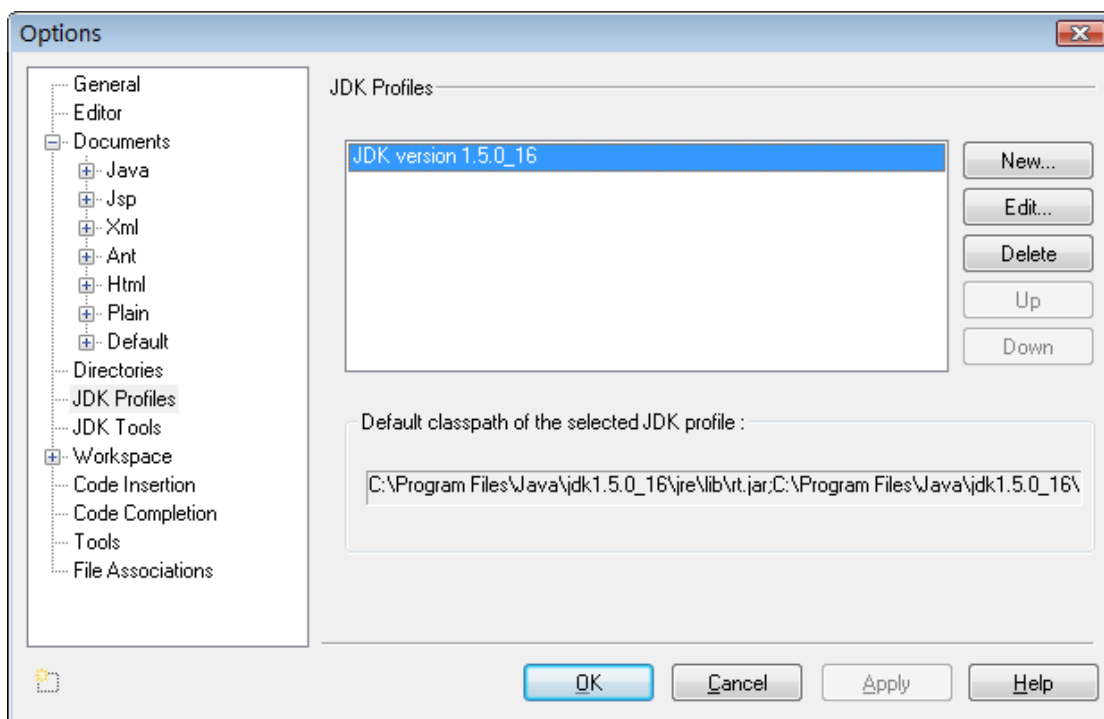 Options
General
Editor
Documents
Java
Jsp
Xml
Ant
Html
Plain
Default
Directories
JDK Profiles
JDK Tools
Workspace
Code Insertion
Code Completion
Tools
File Associations
JDK Profiles
JDK version 1.5.0_16
New...
Edit...
Delete
Up
Down
Default classpath of the selected JDK profile :
C:\Program Files\Java\jdk1.5.0_16\jre\lib\rt.jar;C:\Program Files\Java\jdk1.5.0_16\
OK
Cancel
Apply
Help